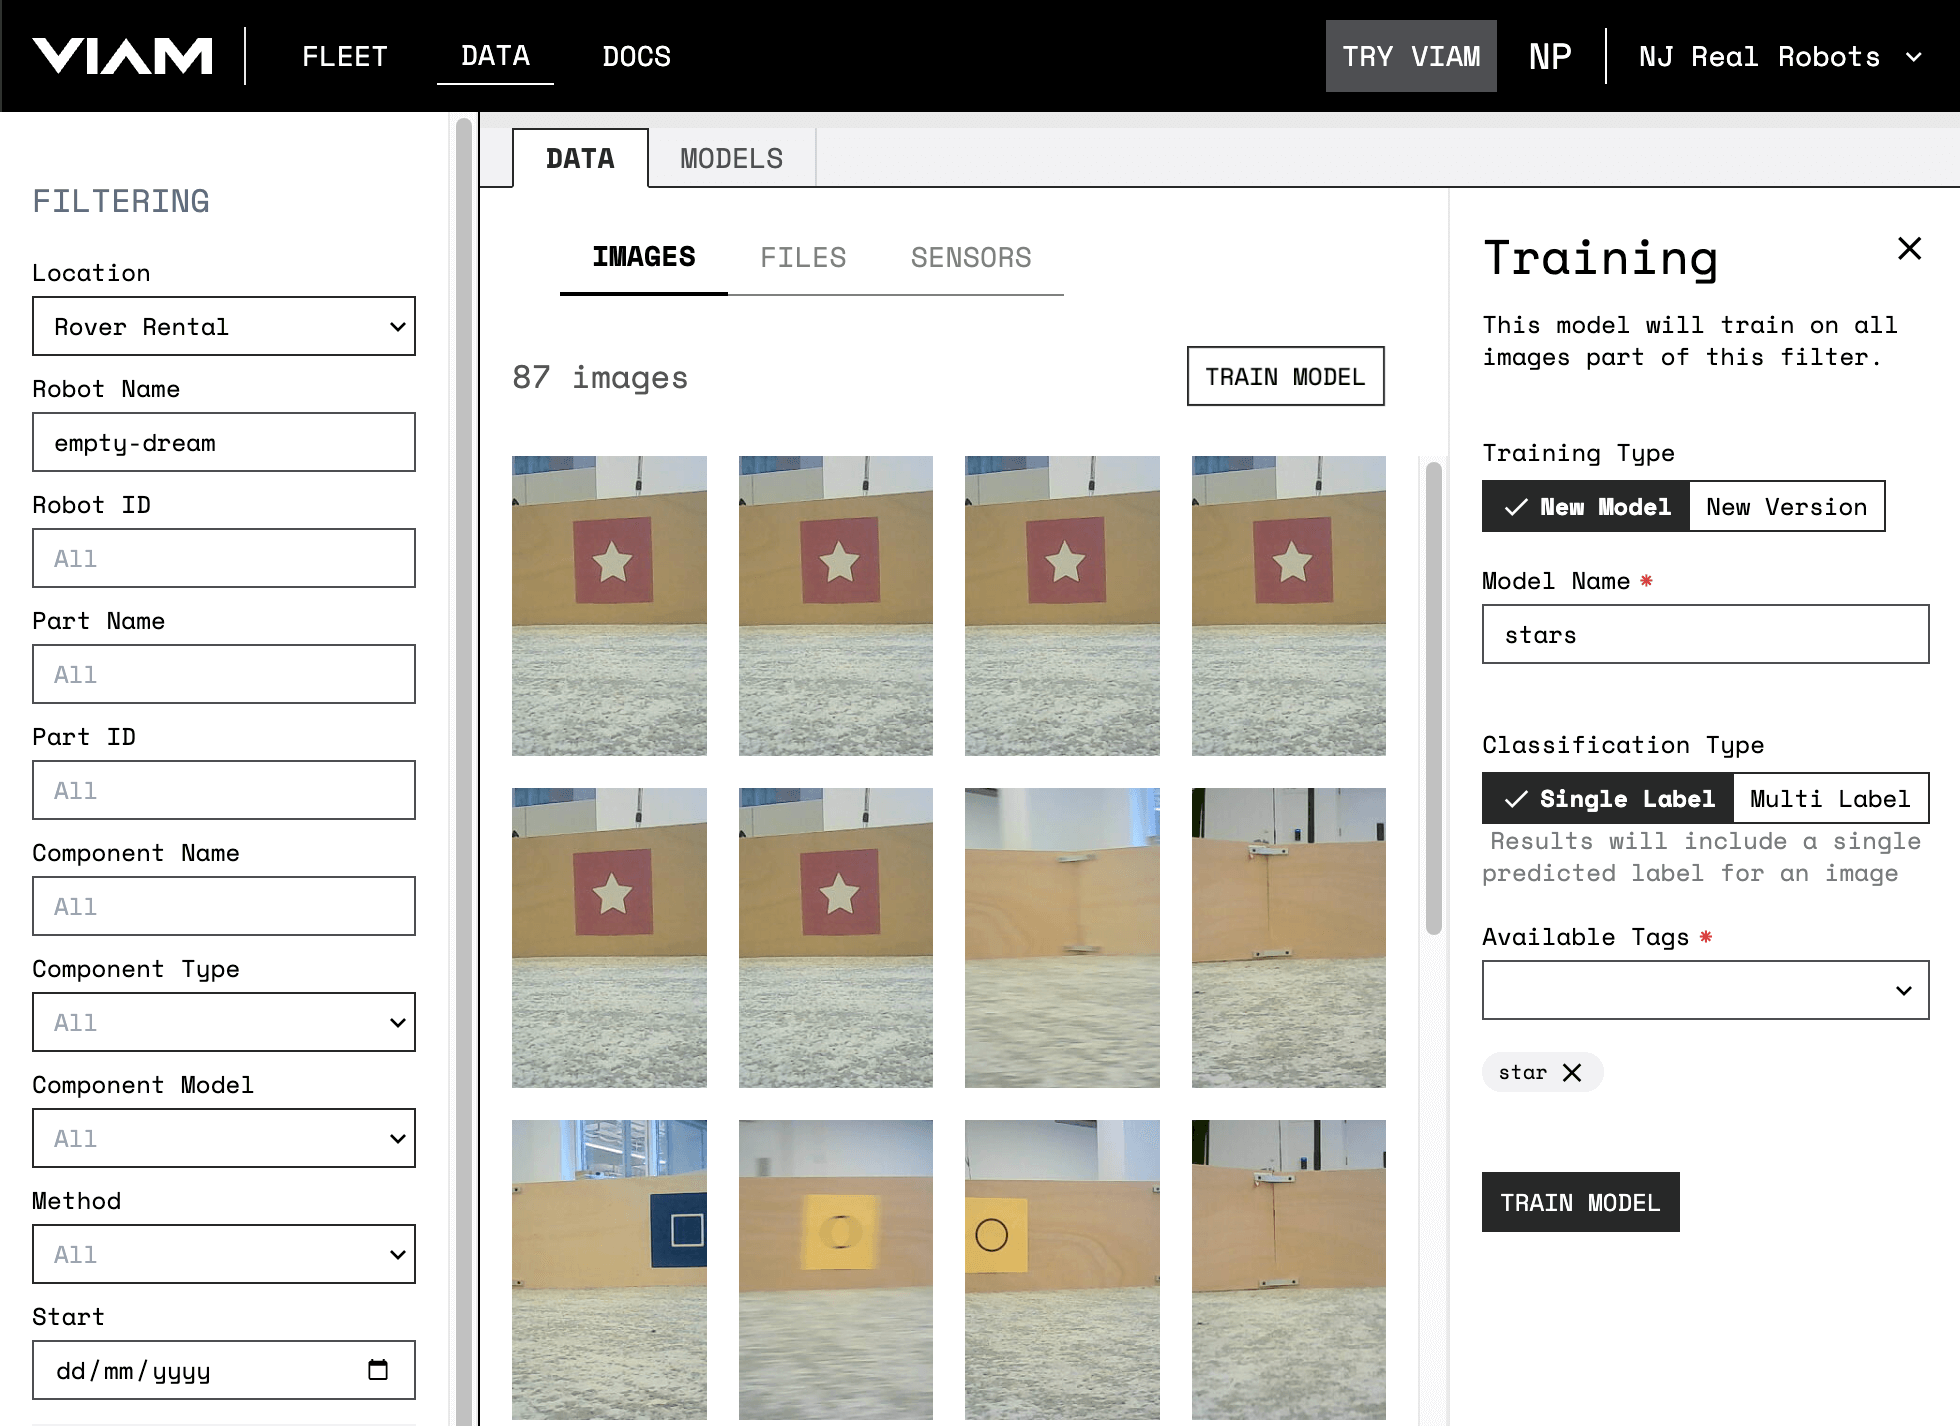 VIAM
FLEET
DATA
DOCS
TRY VIAM
NP
NJ Real Robots
FILTERING
Location
Rover Rental
Robot Name
empty-dream
Robot ID
All
Part Name
All
Part ID
All
Component Name
All
Component Type
All
Component Model
All
Method
All
Start
dd/mm/yyyy
DATA
MODELS
IMAGES
FILES
SENSORS
87 images
TRAIN MODEL
Training
This model will train on all
images part of this filter.
Training Type
New Model
New Version
Model Name *
stars
Classification Type
Single Label
Multi Label
Results will include a single
predicted label for an image
Available Tags *
star
TRAIN MODEL